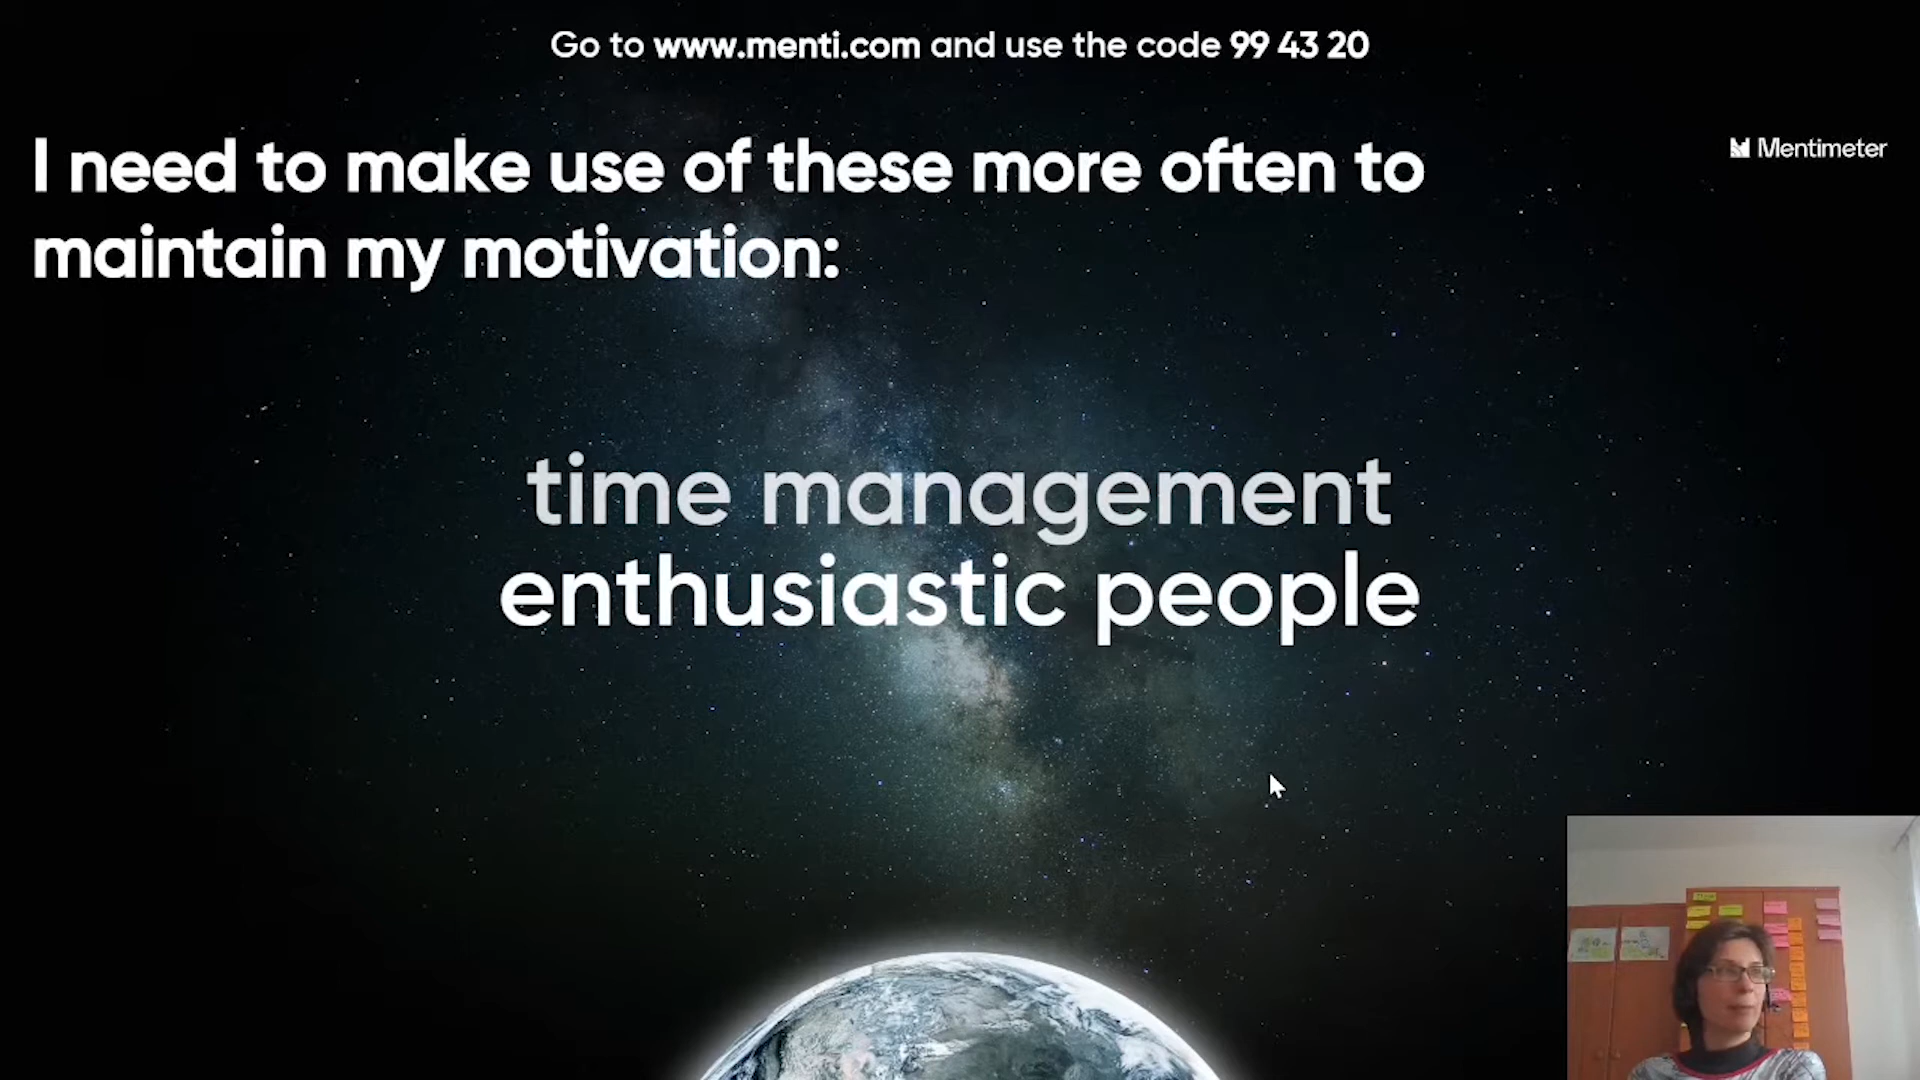 Go to www.menti.com and use the code 99 43 20
I need to make use of these more often to
maintain my motivation:
Mentimeter
time management
enthusiastic people